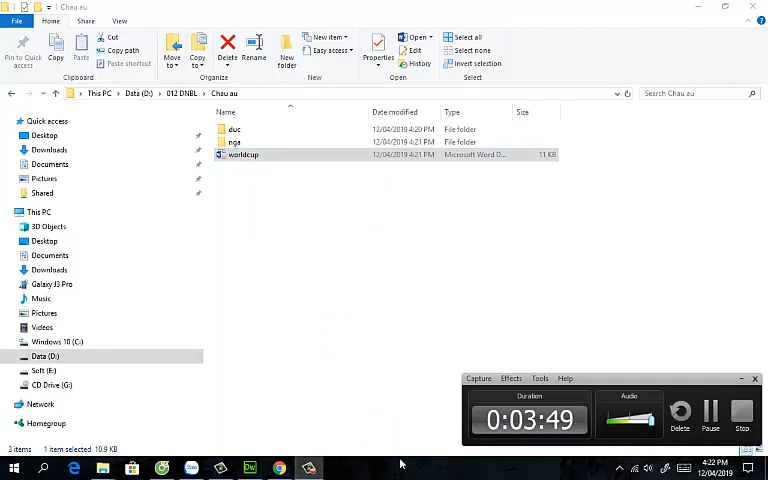 Chau au
File Home Share View
Pin to Quick access
Copy
Paste
Cut
Copy path
Paste shortcut
Move to
Copy to
Delete
Rename
New folder
New item
Easy access
Properties
Open
Edit
History
Select all
Select none
Invert selection
Clipboard Organize New Open Select
This PC Data (D:) 012 DNBL Chau au
Search Chau au
Name Date modified Type Size
duc 12/04/2019 4:20 PM File folder
nga 12/04/2019 4:21 PM File folder
worldcup 12/04/2019 4:21 PM Microsoft Word D... 11 KB
Quick access
Desktop
Downloads
Documents
Pictures
Shared
This PC
3D Objects
Desktop
Documents
Downloads
Galaxy J3 Pro
Music
Pictures
Videos
Windows 10 (C:)
Data (D:)
Soft (E:)
CD Drive (G:)
Network
Homegroup
3 items 1 item selected 10.9 KB
Capture Effects Tools Help
Duration
0:03:49
Audio
Delete Pause Stop
Zalo
Dw
4:22 PM
12/04/2019